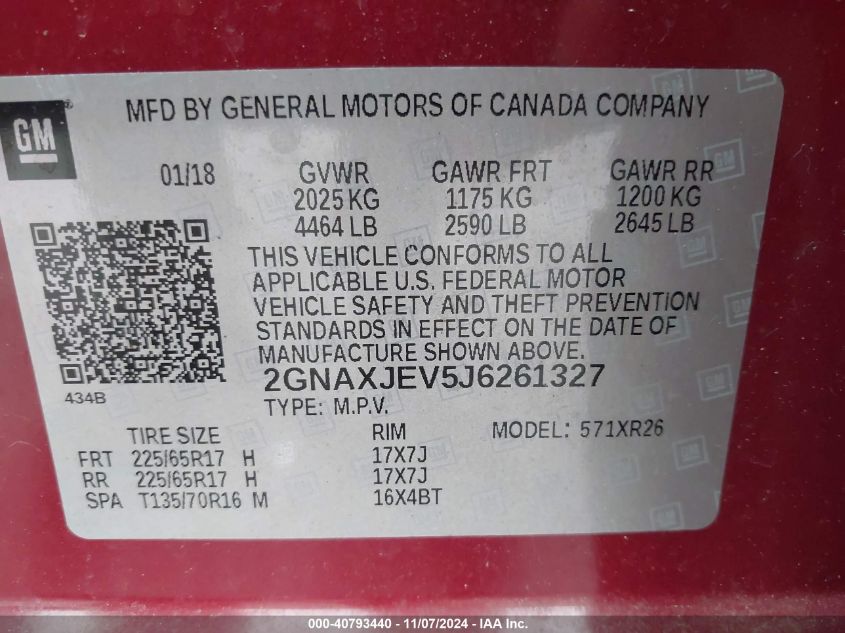 MFD BY GENERAL MOTORS OF CANADA COMPANY
GM
01/18 GVWR GAWR FRT GAWR RR
2025 KG 1175 KG 1200 KG
4464 LB 2590 LB 2645 LB
THIS VEHICLE CONFORMS TO ALL
APPLICABLE U.S. FEDERAL MOTOR
VEHICLE SAFETY AND THEFT PREVENTION
STANDARDS IN EFFECT ON THE DATE OF
MANUFACTURE SHOWN ABOVE.
2GNAXJEV5J6261327
434B
TYPE: M.P.V.
TIRE SIZE RIM MODEL: 571XR26
FRT 225/65R17 H 17X7J
RR 225/65R17 H 17X7J
SPA T135/70R16 M 16X4BT
000-40793440 - 11/07/2024 - IAA Inc.